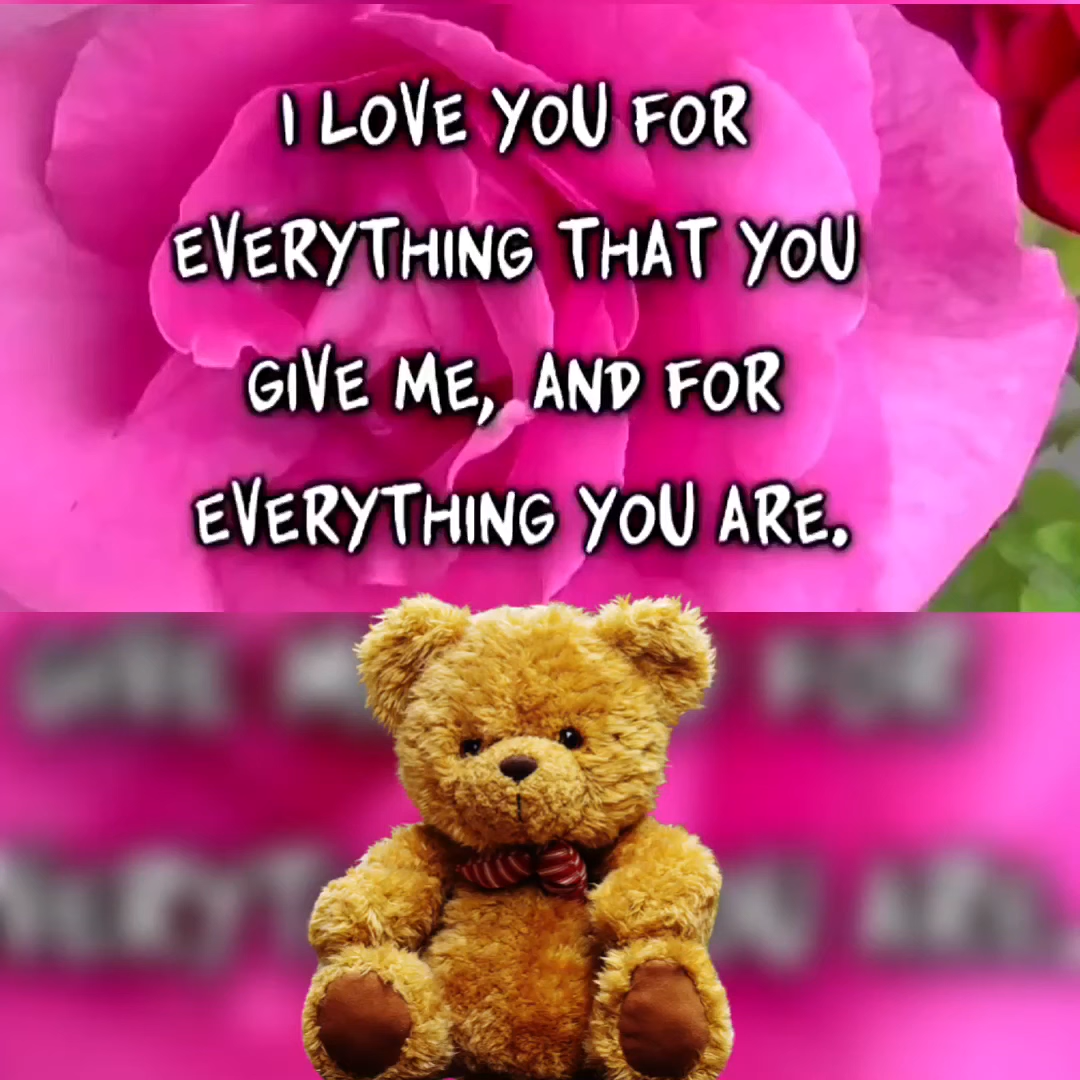 I LOVE YOU FOR
EVERYTHING THAT YOU
GIVE ME, AND FOR
EVERYTHING YOU ARE.